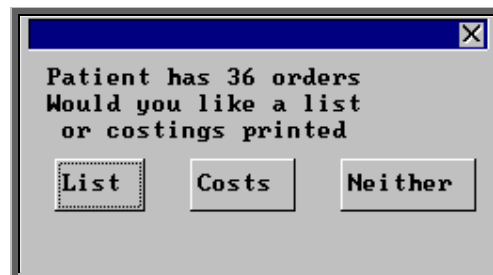 Patient has 36 orders
Would you like a list
or costings printed
List Costs Neither